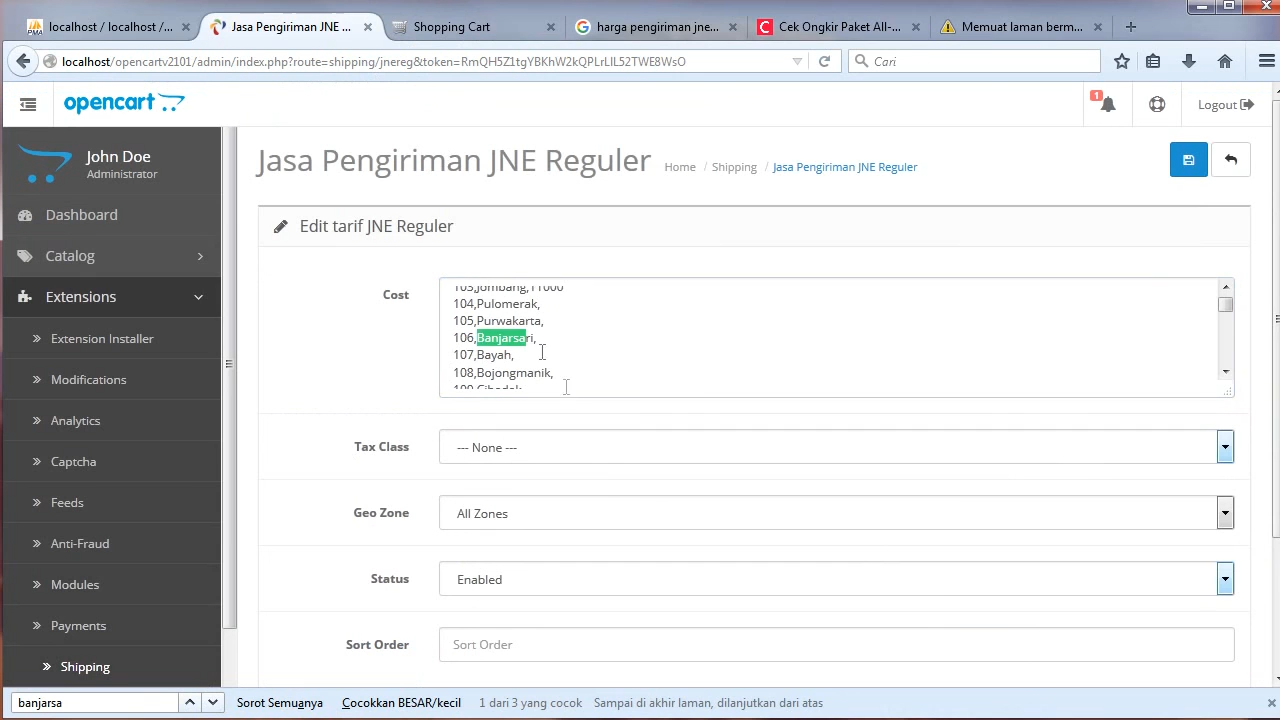 localhost / localhost /...
Jasa Pengiriman JNE ...
Shopping Cart
harga pengiriman jne...
Cek Ongkir Paket All-...
Memuat laman berm...
localhost/opencartv2101/admin/index.php?route=shipping/jnereg&token=RmQH5Z1tgYBKhWZkQPLrLIL52TWE8WsO
Cari
opencart
1
Logout
John Doe
Administrator
Jasa Pengiriman JNE Reguler
Home / Shipping / Jasa Pengiriman JNE Reguler
Dashboard
Catalog
Extensions
Extension Installer
Modifications
Analytics
Captcha
Feeds
Anti-Fraud
Modules
Payments
Shipping
Edit tarif JNE Reguler
Cost
103,Jombang,11000
104,Pulomerak,
105,Purwakarta,
106,Banjarsari,
107,Bayah,
108,Bojongmanik,
Tax Class
--- None ---
Geo Zone
All Zones
Status
Enabled
Sort Order
Sort Order
banjarsa
Sorot Semuanya
Cocokkan BESAR/kecil
1 dari 3 yang cocok
Sampai di akhir laman, dilanjutkan dari atas